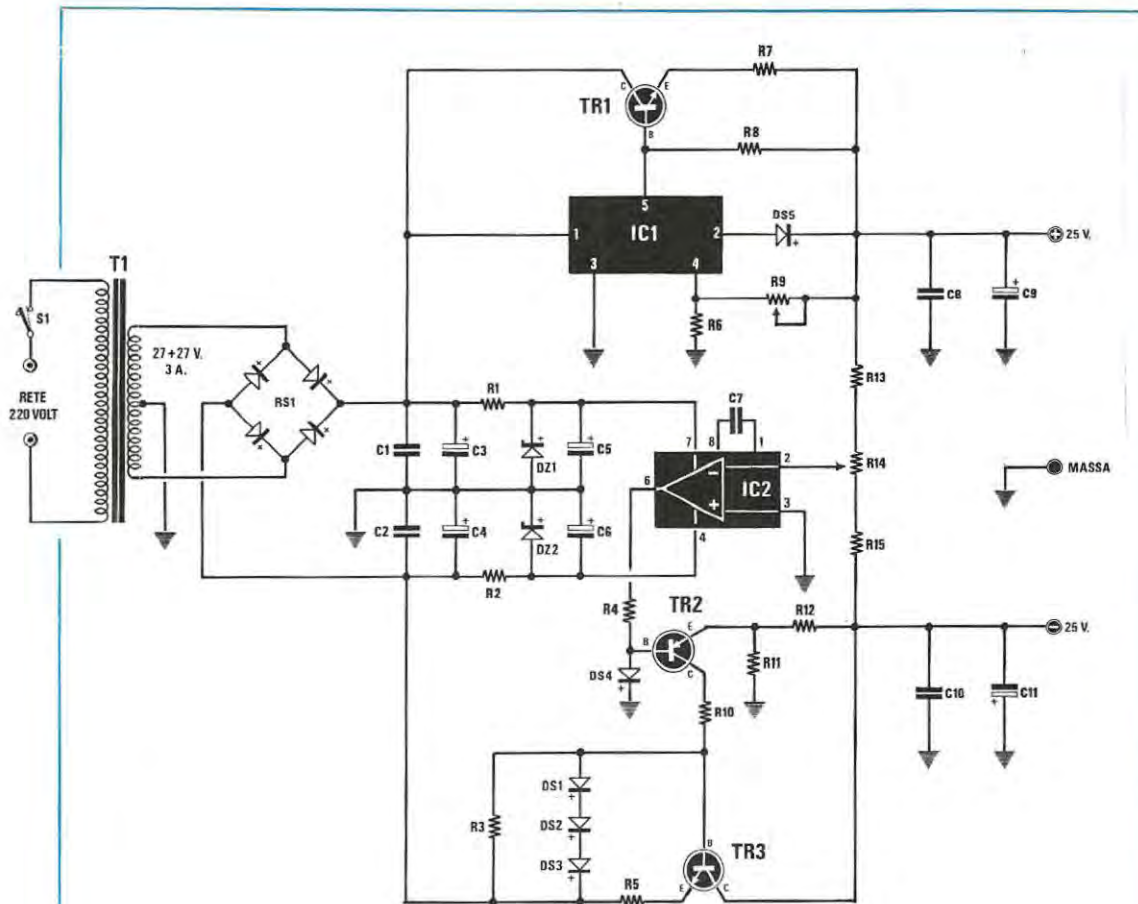 R7
C
E
TR1
B
R8
5
DS5
+
1
IC1
2
25 V.
3
4
R9
C8
+
C9
R6
T1
S1
27 + 27 V.
3 A.
RETE
220 VOLT
RS1
+
+
+
+
R13
R1
C7
C1
+
C3
+
DZ1
+
C5
7
8
1
2
R14
MASSA
6
−
+
IC2
3
C2
+
C4
+
DZ2
+
C6
4
R15
R2
R4
TR2
R12
25 V.
E
B
C
DS4
+
R11
C10
C11
+
R10
DS1
+
R3
DS2
+
DS3
+
B
TR3
R5
E
C